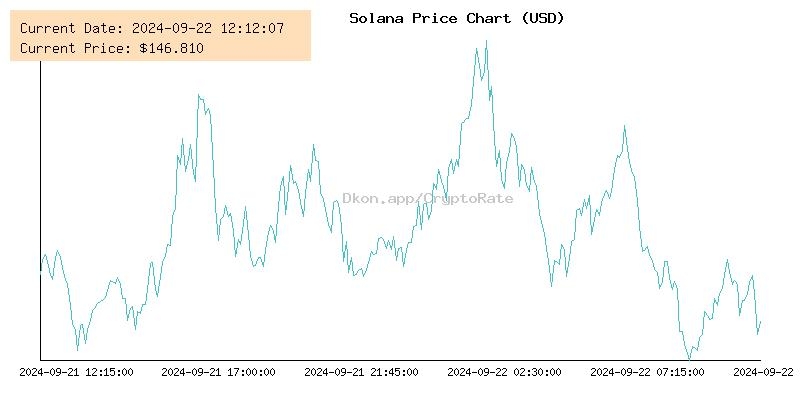 Solana Price Chart (USD)
Current Date: 2024-09-22 12:12:07
Current Price: $146.810
Dkon.app/CryptoRate
2024-09-21 12:15:00 2024-09-21 17:00:00 2024-09-21 21:45:00 2024-09-22 02:30:00 2024-09-22 07:15:00 2024-09-22